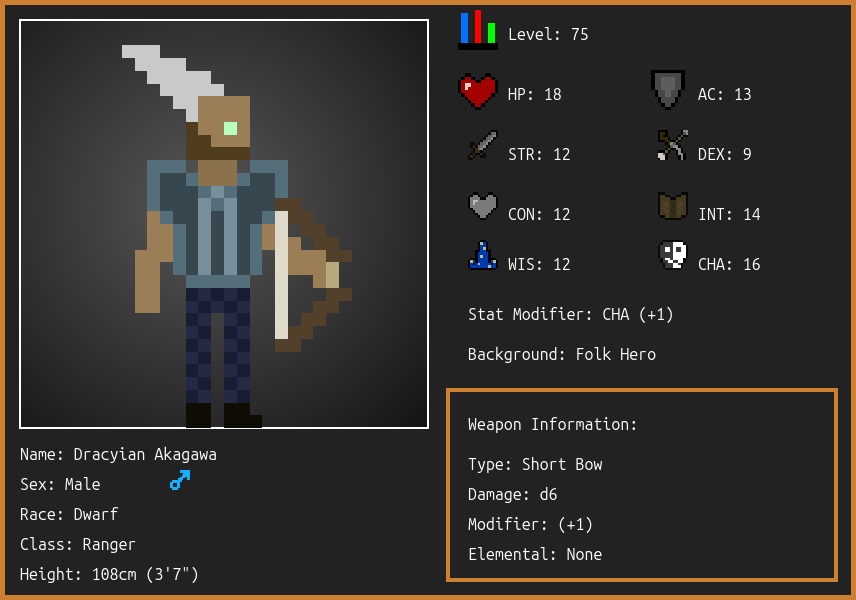 Level: 75
HP: 18
AC: 13
STR: 12
DEX: 9
CON: 12
INT: 14
WIS: 12
CHA: 16
Stat Modifier: CHA (+1)
Background: Folk Hero
Weapon Information:
Type: Short Bow
Damage: d6
Modifier: (+1)
Elemental: None
Name: Dracyian Akagawa
Sex: Male
Race: Dwarf
Class: Ranger
Height: 108cm (3'7")